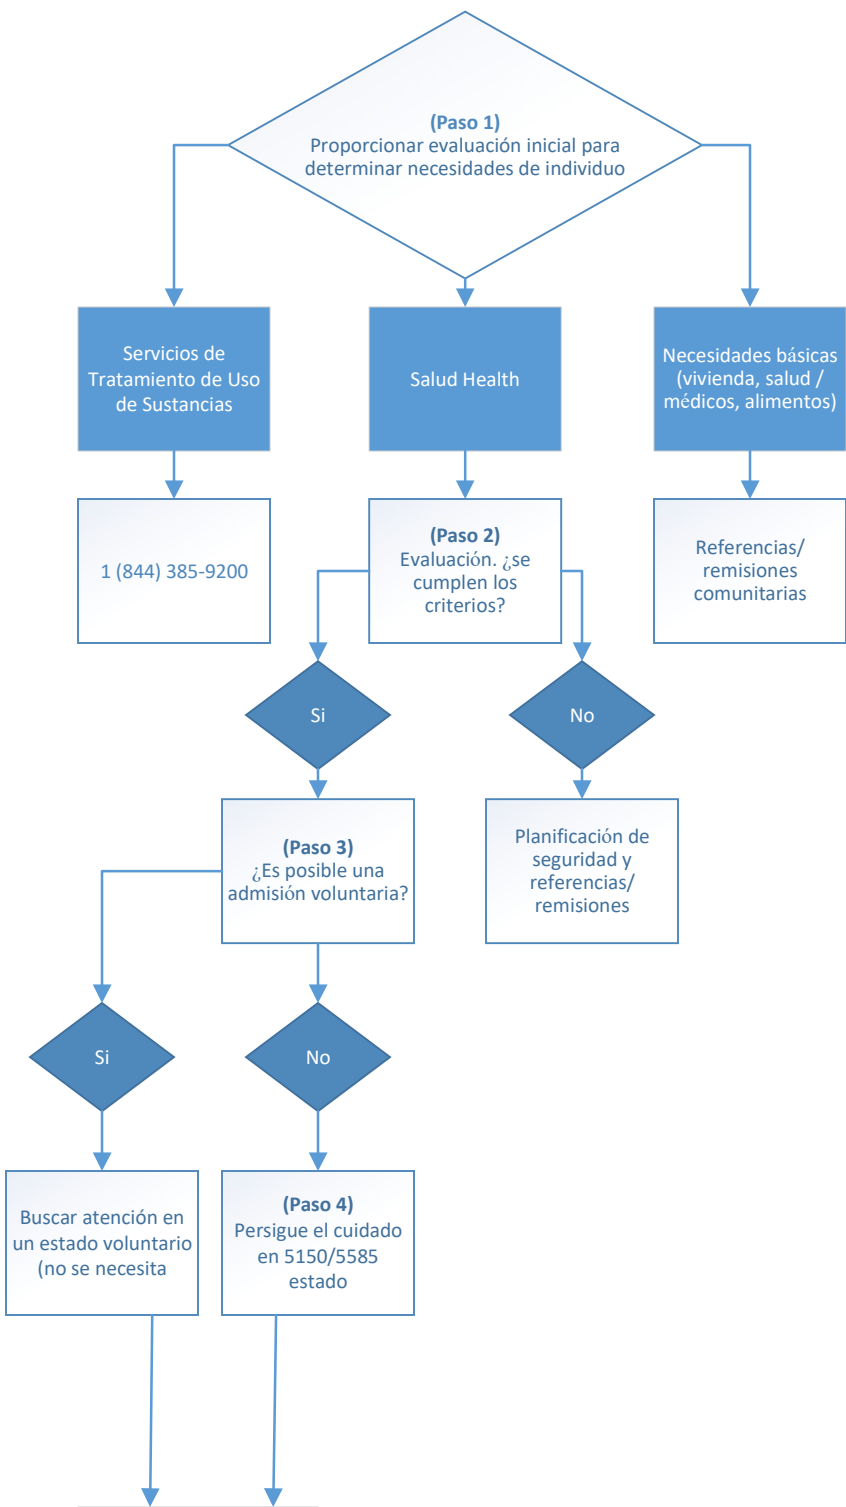 (Paso 1)
Proporcionar evaluación inicial para
determinar necesidades de individuo
Servicios de
Tratamiento de Uso
de Sustancias
Salud Health
Necesidades básicas
(vivienda, salud /
médicos, alimentos)
1 (844) 385-9200
(Paso 2)
Evaluación. ¿se
cumplen los
criterios?
Referencias/
remisiones
comunitarias
Si
No
(Paso 3)
¿Es posible una
admisión voluntaria?
Planificación de
seguridad y
referencias/
remisiones
Si
No
Buscar atención en
un estado voluntario
(no se necesita
(Paso 4)
Persigue el cuidado
en 5150/5585
estado